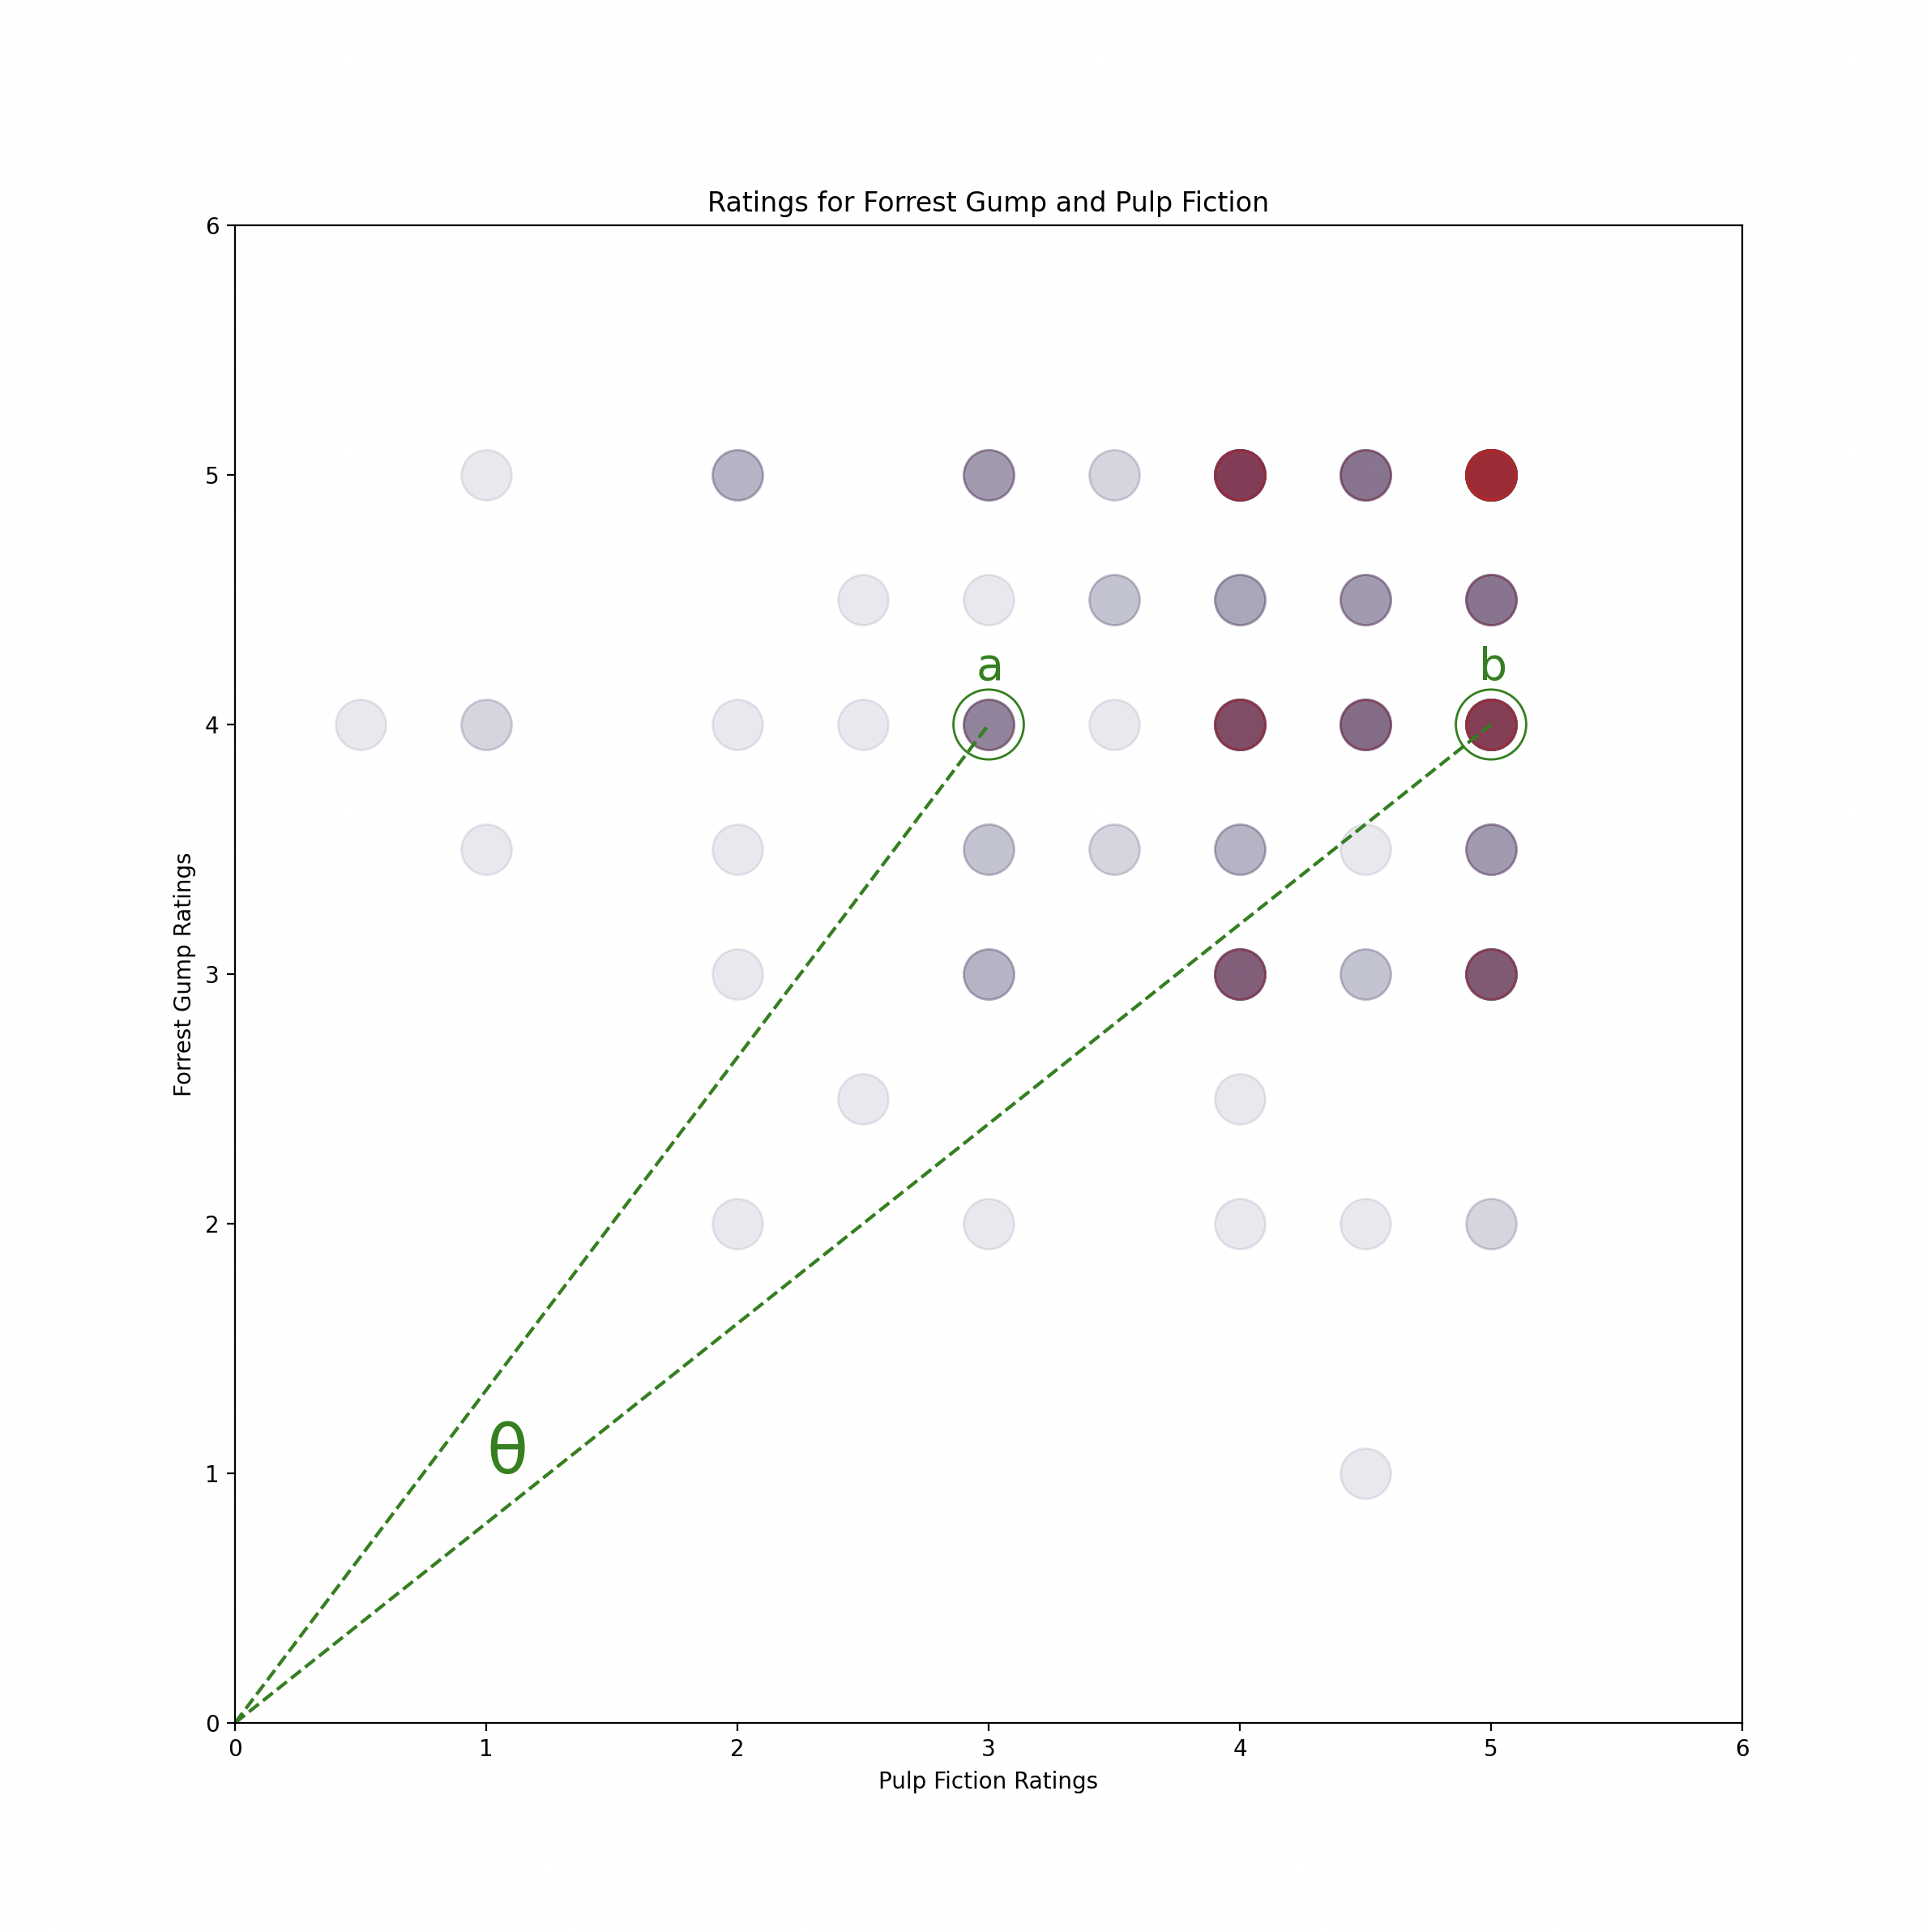 Ratings for Forrest Gump and Pulp Fiction
6
5
a
b
4
Forrest Gump Ratings
3
2
θ
1
0
0 1 2 3 4 5 6
Pulp Fiction Ratings